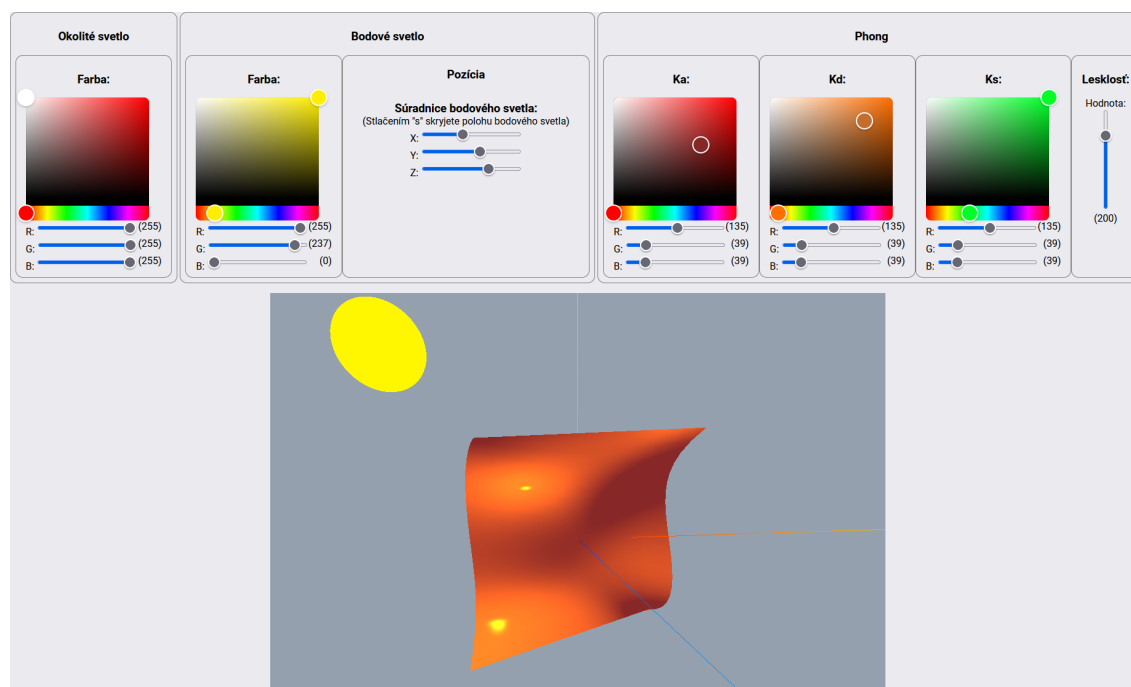 Okolité svetlo
Bodové svetlo
Phong
Farba:
Farba:
Pozícia
Ka:
Kd:
Ks:
Lesklosť:
Súradnice bodového svetla:
(Stlačením "s" skryjete polohu bodového svetla)
X:
Y:
Z:
Hodnota:
(200)
R: (255)
G: (255)
B: (255)
R: (255)
G: (237)
B: (0)
R: (135)
G: (39)
B: (39)
R: (135)
G: (39)
B: (39)
R: (135)
G: (39)
B: (39)